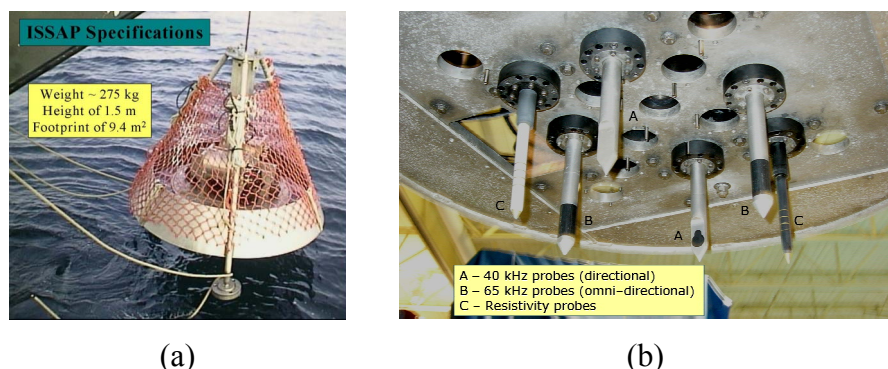 ISSAP Specifications
Weight ~ 275 kg
Height of 1.5 m
Footprint of 9.4 m²
A
C
B
A
B
C
A – 40 kHz probes (directional)
B – 65 kHz probes (omni–directional)
C – Resistivity probes
(a)
(b)